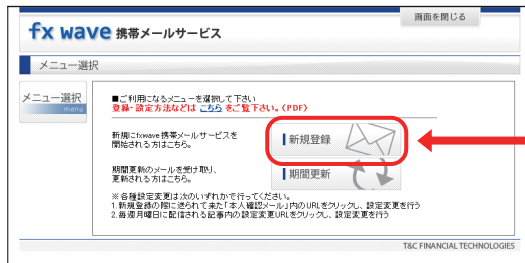 画面を閉じる
fx wave 携帯メールサービス
メニュー選択
メニュー選択
menu
■ご利用になるメニューを選択して下さい
登録・設定方法などは こちら をご覧下さい。(PDF)
新規にfxwave携帯メールサービスを
開始される方はこちら。
新規登録
期間更新のメールを受け取り、
更新される方はこちら。
期間更新
※各種設定変更は次のいずれかで行ってください。
1.新規登録の際に送られて来た「本人確認メール」内のURLをクリックし、設定変更を行う
2.毎週月曜日に配信される記事内の設定変更URLをクリックし、設定変更を行う
T&C FINANCIAL TECHNOLOGIES